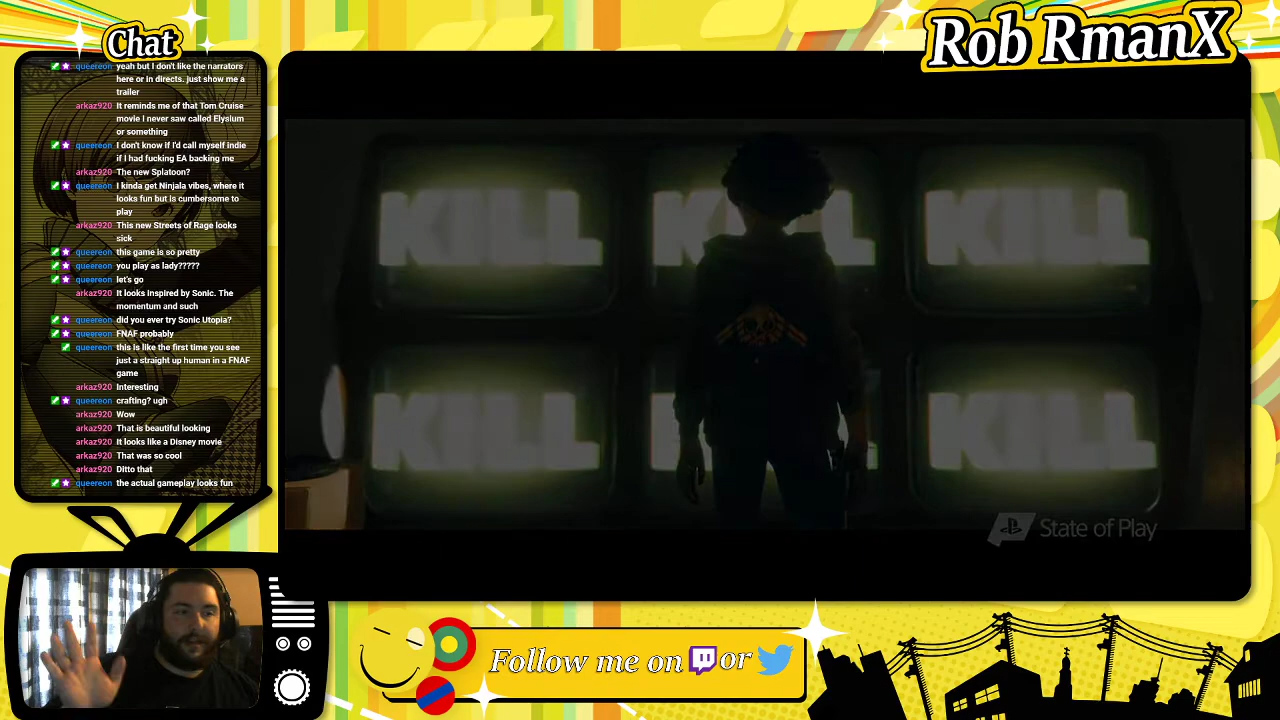 Chat
Rob RmanX
queereon yeah but I don't like the narrators
here or in directs. just show me a
trailer
arkaz920 It reminds me of that Tom Cruise
movie I never saw called Elysium
or something
queereon I don't know if I'd call myself indie
if I had fucking EA backing me
arkaz920 The new Splatoon?
queereon I kinda get Ninjala vibes, where it
looks fun but is cumbersome to
play
arkaz920 This new Streets of Rage looks
sick
queereon this game is so pretty
queereon you play as lady?????
queereon let's go
arkaz920 It looks inspired by Sonic. The
momentum and such
queereon did you ever try Sonic Utopia?
queereon FNAF probably
queereon this is like the first time you see
just a straight up human in a FNAF
game
arkaz920 Interesting
queereon crafting? ugh
arkaz920 Wow
arkaz920 That is beautiful looking
arkaz920 It looks like a Disney movie
arkaz920 That was so cool
arkaz920 Ditto that
queereon the actual gameplay looks fun
State of Play
Follow me on or